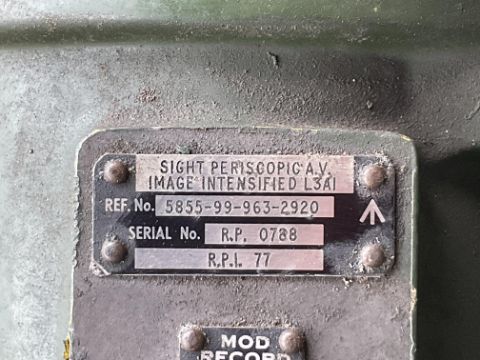 SIGHT PERISCOPIC A.V.
IMAGE INTENSIFIED L3A1
REF. No. 5855-99-963-2920
SERIAL No. R.P. 0788
R.P.I. 77
MOD
RECORD